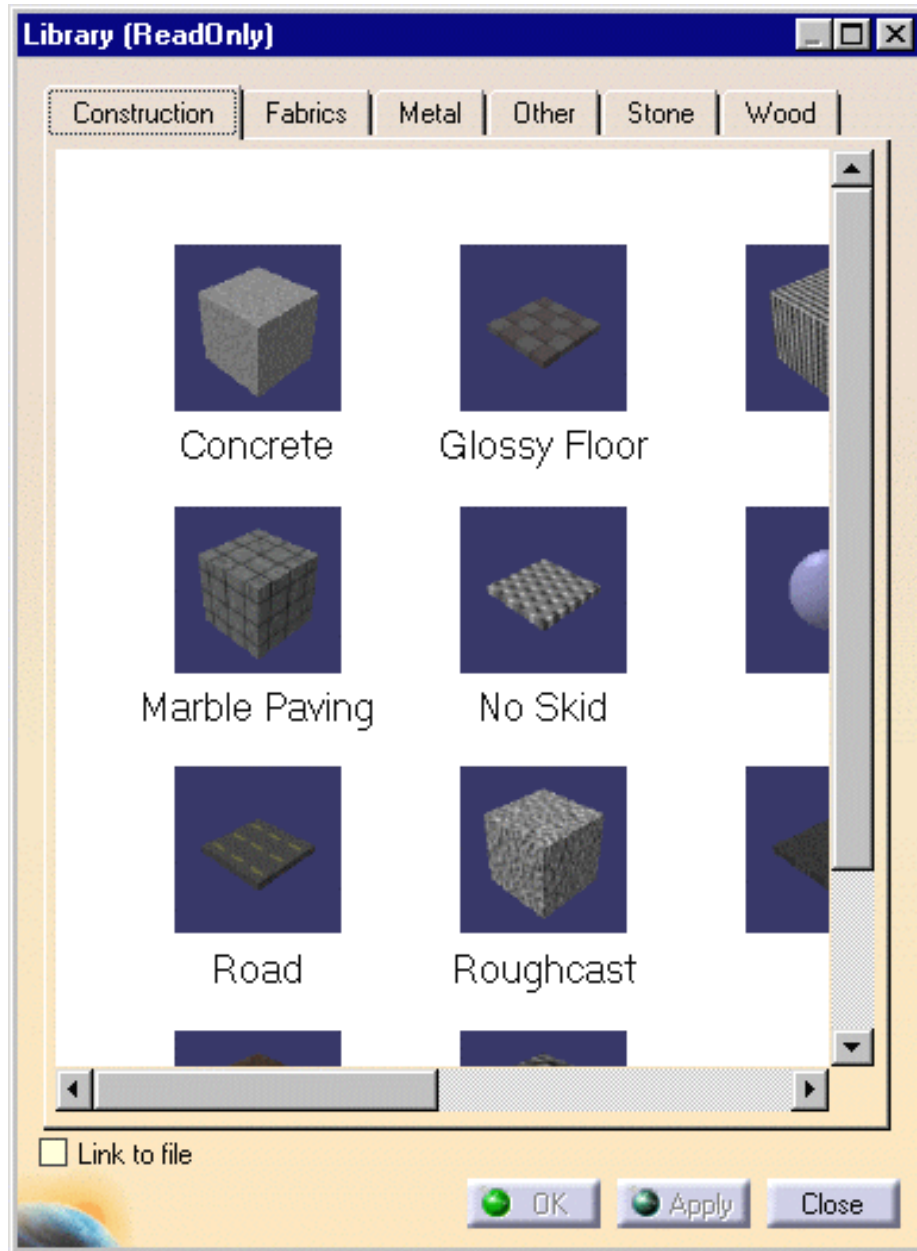 Library (ReadOnly)
Construction Fabrics Metal Other Stone Wood
Concrete Glossy Floor
Marble Paving No Skid
Road Roughcast
Link to file
OK Apply Close